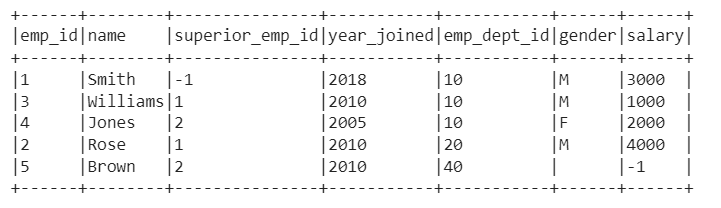 +------+--------+---------------+-----------+-----------+------+------+
|emp_id|name    |superior_emp_id|year_joined|emp_dept_id|gender|salary|
+------+--------+---------------+-----------+-----------+------+------+
|1     |Smith   |-1             |2018       |10         |M     |3000  |
|3     |Williams|1              |2010       |10         |M     |1000  |
|4     |Jones   |2              |2005       |10         |F     |2000  |
|2     |Rose    |1              |2010       |20         |M     |4000  |
|5     |Brown   |2              |2010       |40         |      |-1    |
+------+--------+---------------+-----------+-----------+------+------+